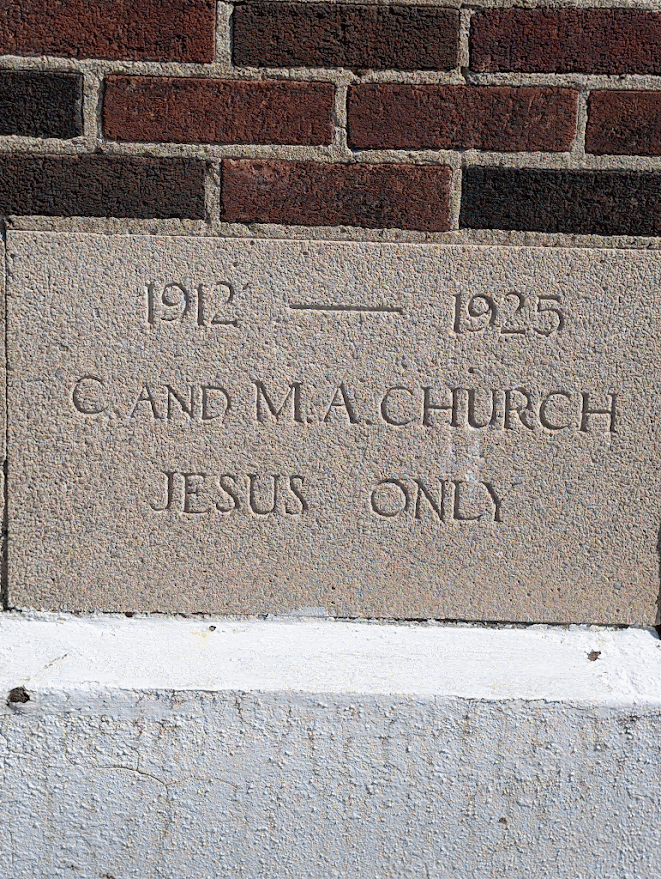 1912 — 1925
C. AND M. A. CHURCH
JESUS ONLY